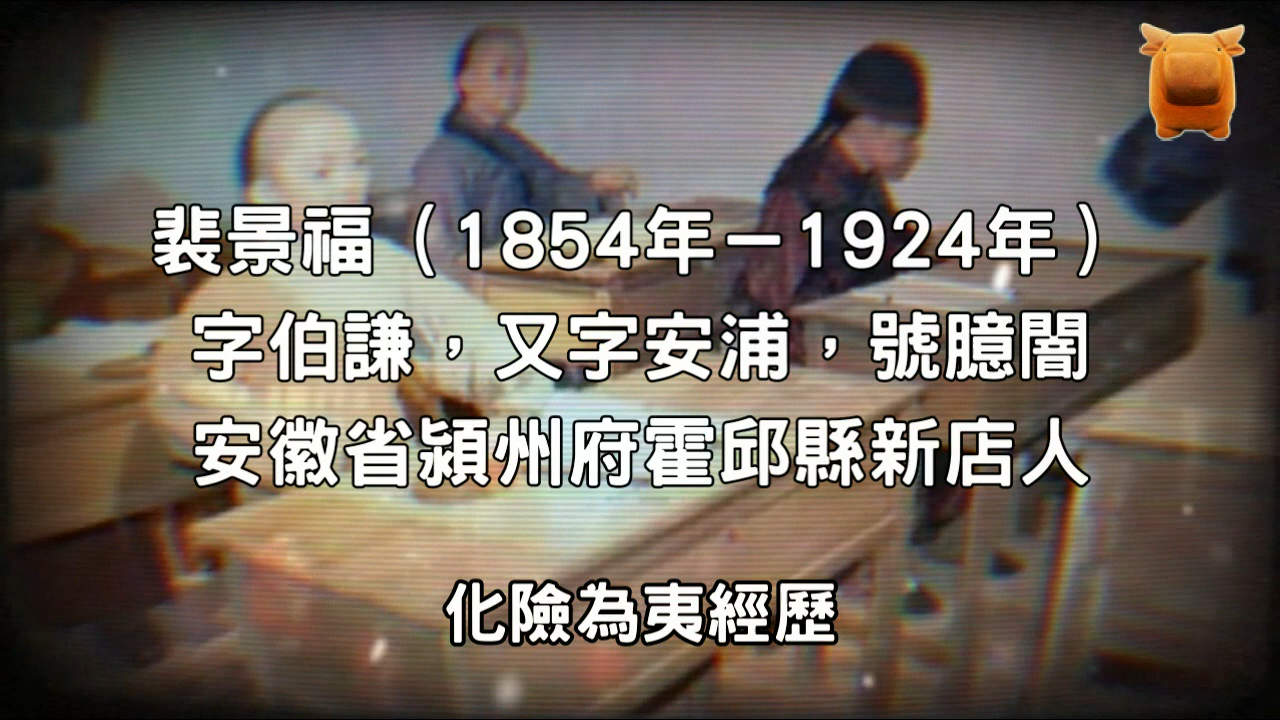 裴景福（1854年－1924年）
字伯謙，又字安浦，號臆闇
安徽省潁州府霍邱縣新店人
化險為夷經歷